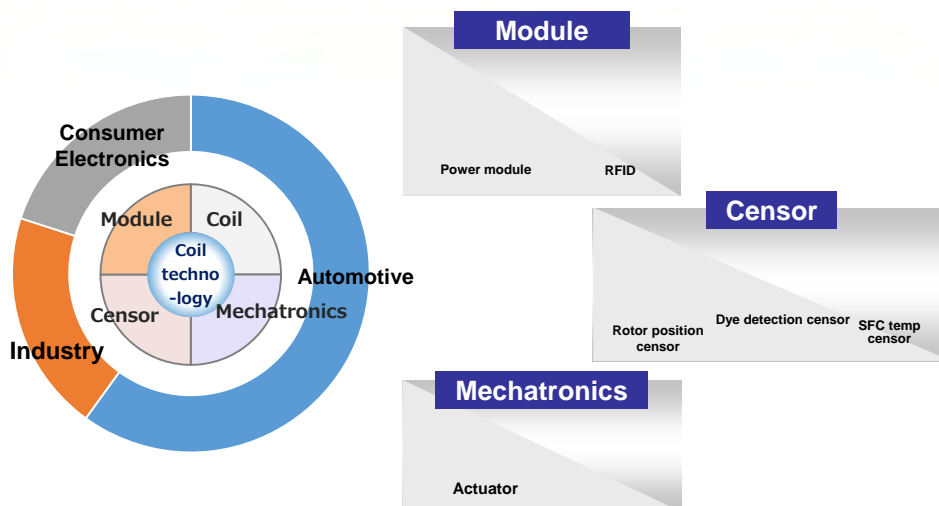 Consumer
Electronics
Module
Coil
Coil
techno
-logy
Automotive
Censor
Mechatronics
Industry
Module
Power module
RFID
Censor
Rotor position
censor
Dye detection censor
SFC temp
censor
Mechatronics
Actuator